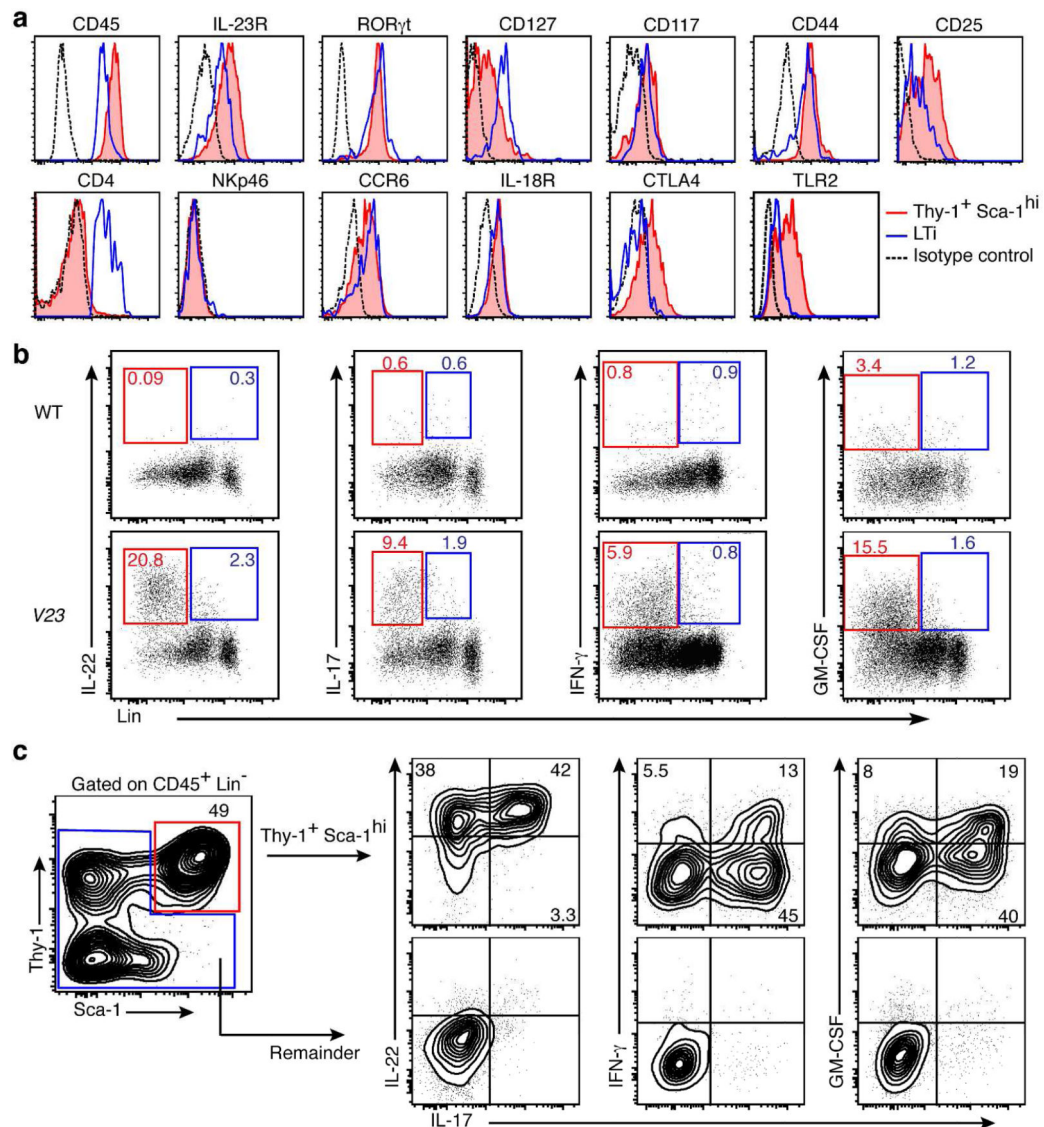 a
CD45 IL-23R RORγt CD127 CD117 CD44 CD25
CD4 NKp46 CCR6 IL-18R CTLA4 TLR2
Thy-1+ Sca-1hi
LTi
Isotype control
b
WT
0.09 0.3
0.6 0.6
0.8 0.9
3.4 1.2
V23
20.8 2.3
9.4 1.9
5.9 0.8
15.5 1.6
IL-22
IL-17
IFN-γ
GM-CSF
Lin
c
Gated on CD45+ Lin-
49
Thy-1
Sca-1
Thy-1+ Sca-1hi
Remainder
38 42
3.3
5.5 13
45
8 19
40
IL-22
IFN-γ
GM-CSF
IL-17